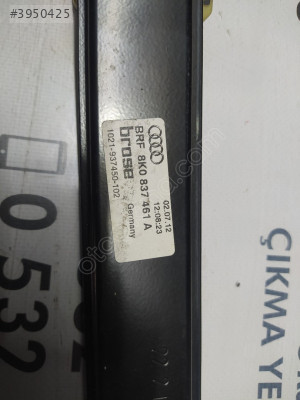 #3950425
BRF 8K0 837 461 A
brose
1021-937450-102
02.07.12
12:08:23
Germany
0 532
ÇIKMA YE